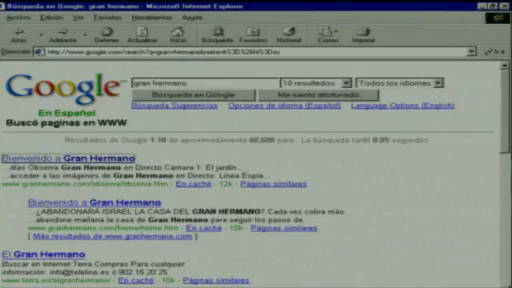 Búsqueda en Google: gran hermano - Microsoft Internet Explorer
Archivo Edición Ver Favoritos Herramientas Ayuda
Atrás Adelante Detener Actualizar Inicio Búsqueda Favoritos Historial Correo Imprimir
Dirección http://www.google.com/search?q=gran+hermano
Google
En Español
gran hermano 10 resultados Todos los idiomas
Búsqueda en Google Me siento afortunado
Búsqueda Sugerencias Opciones de idioma (Español) Language Options (English)
Buscó paginas en WWW
Resultados de Google 1-10 de aproximadamente 60,600 para . La búsqueda tardó 0.05 segundos
Bienvenido a Gran Hermano
...días Observa Gran Hermano en Directo Cámara 1: El jardín...
...acceder a las imágenes de Gran Hermano en Directo. Línea Espía...
www.granhermano.com/observa/observa.htm - En caché - 12k - Páginas similares
Bienvenido a Gran Hermano
...¿ABANDONARÁ ISRAEL LA CASA DEL GRAN HERMANO? Cada vez cobra más...
...abandone mañana la casa de Gran Hermano para seguir los pasos de...
www.granhermano.com/home/home.htm - En caché - 15k - Páginas similares
[ Más resultados de www.granhermano.com ]
El Gran Hermano
Buscar en Internet Terra Compras Para cualquier
información: info@teleline.es ó 902 15 20 25
www.terra.es/elgranhermano/ - En caché - 10k - Páginas similares